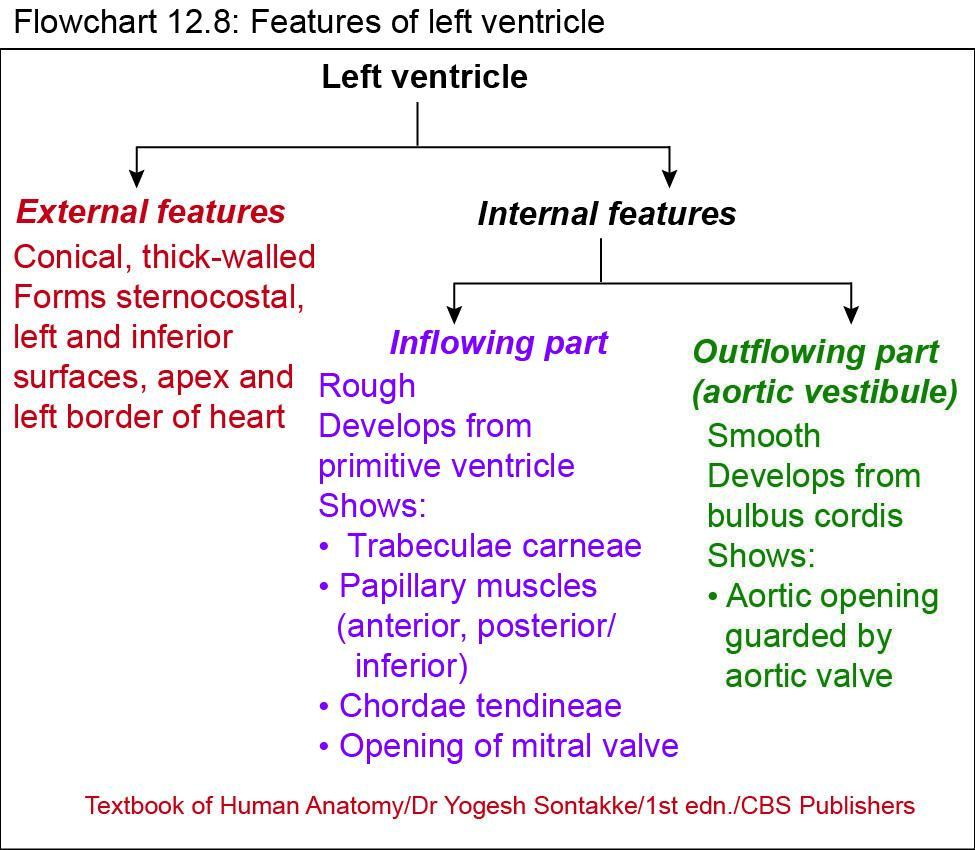 Flowchart 12.8: Features of left ventricle
Left ventricle
External features
Conical, thick-walled
Forms sternocostal,
left and inferior
surfaces, apex and
left border of heart
Internal features
Inflowing part
Rough
Develops from
primitive ventricle
Shows:
• Trabeculae carneae
• Papillary muscles
(anterior, posterior/
inferior)
• Chordae tendineae
• Opening of mitral valve
Outflowing part
(aortic vestibule)
Smooth
Develops from
bulbus cordis
Shows:
• Aortic opening
guarded by
aortic valve
Textbook of Human Anatomy/Dr Yogesh Sontakke/1st edn./CBS Publishers